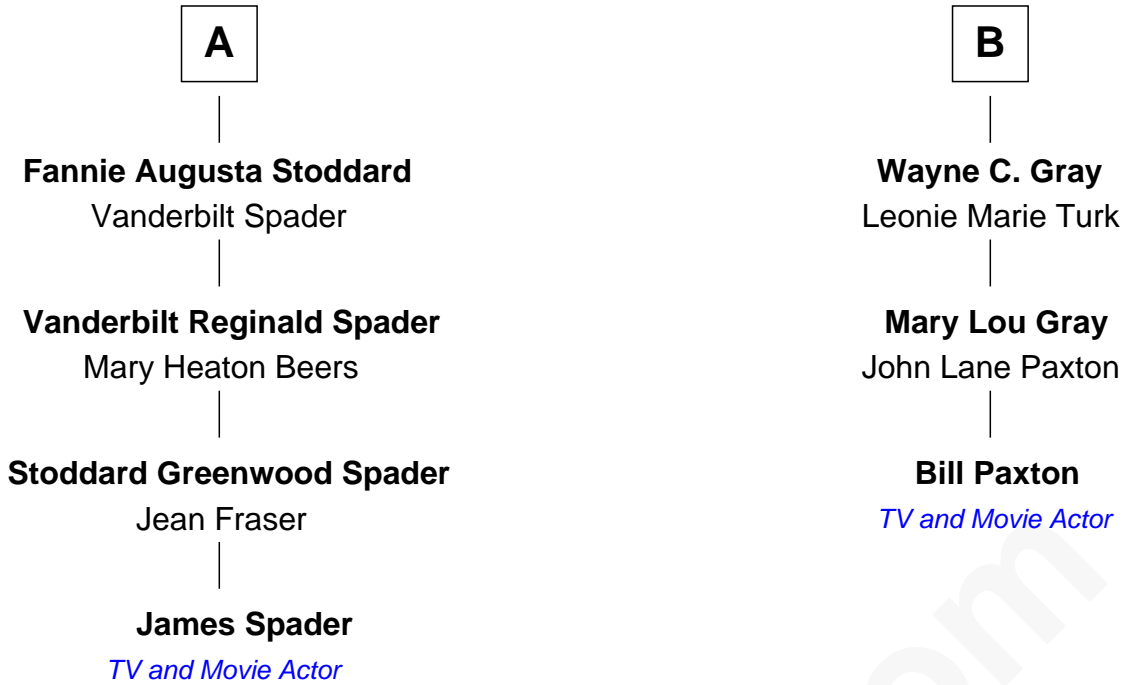 A
Fannie Augusta Stoddard
Vanderbilt Spader
Vanderbilt Reginald Spader
Mary Heaton Beers
Stoddard Greenwood Spader
Jean Fraser
James Spader
TV and Movie Actor
B
Wayne C. Gray
Leonie Marie Turk
Mary Lou Gray
John Lane Paxton
Bill Paxton
TV and Movie Actor
om